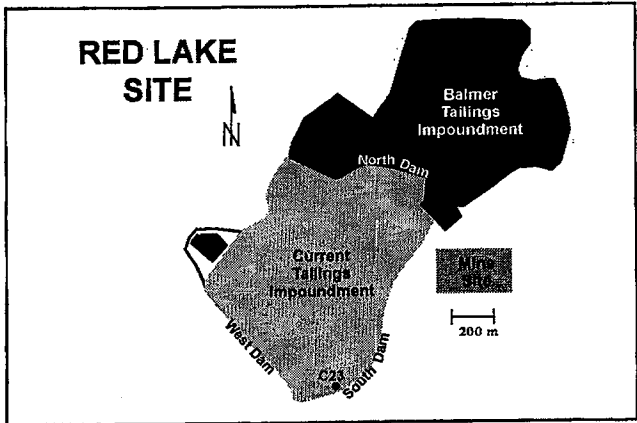 RED LAKE
SITE
N
Balmer
Tailings
Impoundment
North Dam
Current
Tailings
Impoundment
Mine
Site
200 m
West Dam
C23
South Dam